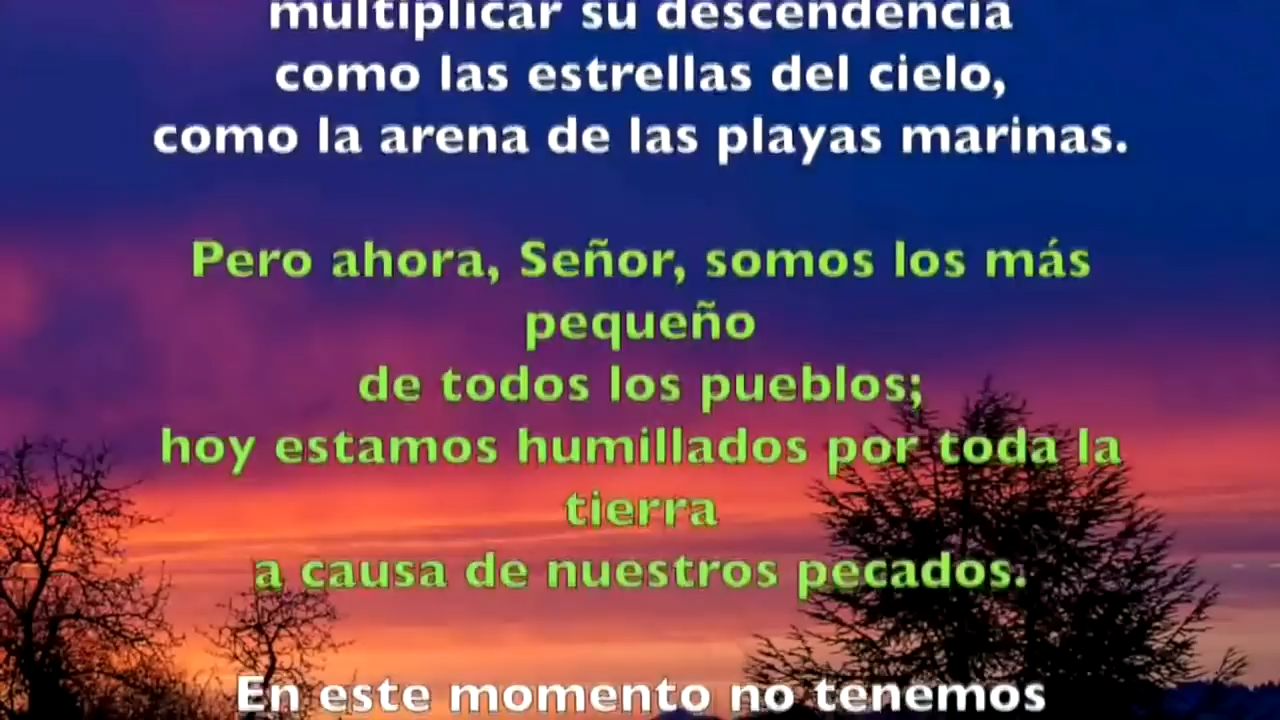 multiplicar su descendencia
como las estrellas del cielo,
como la arena de las playas marinas.
Pero ahora, Señor, somos los más
pequeño
de todos los pueblos;
hoy estamos humillados por toda la
tierra
a causa de nuestros pecados.
En este momento no tenemos